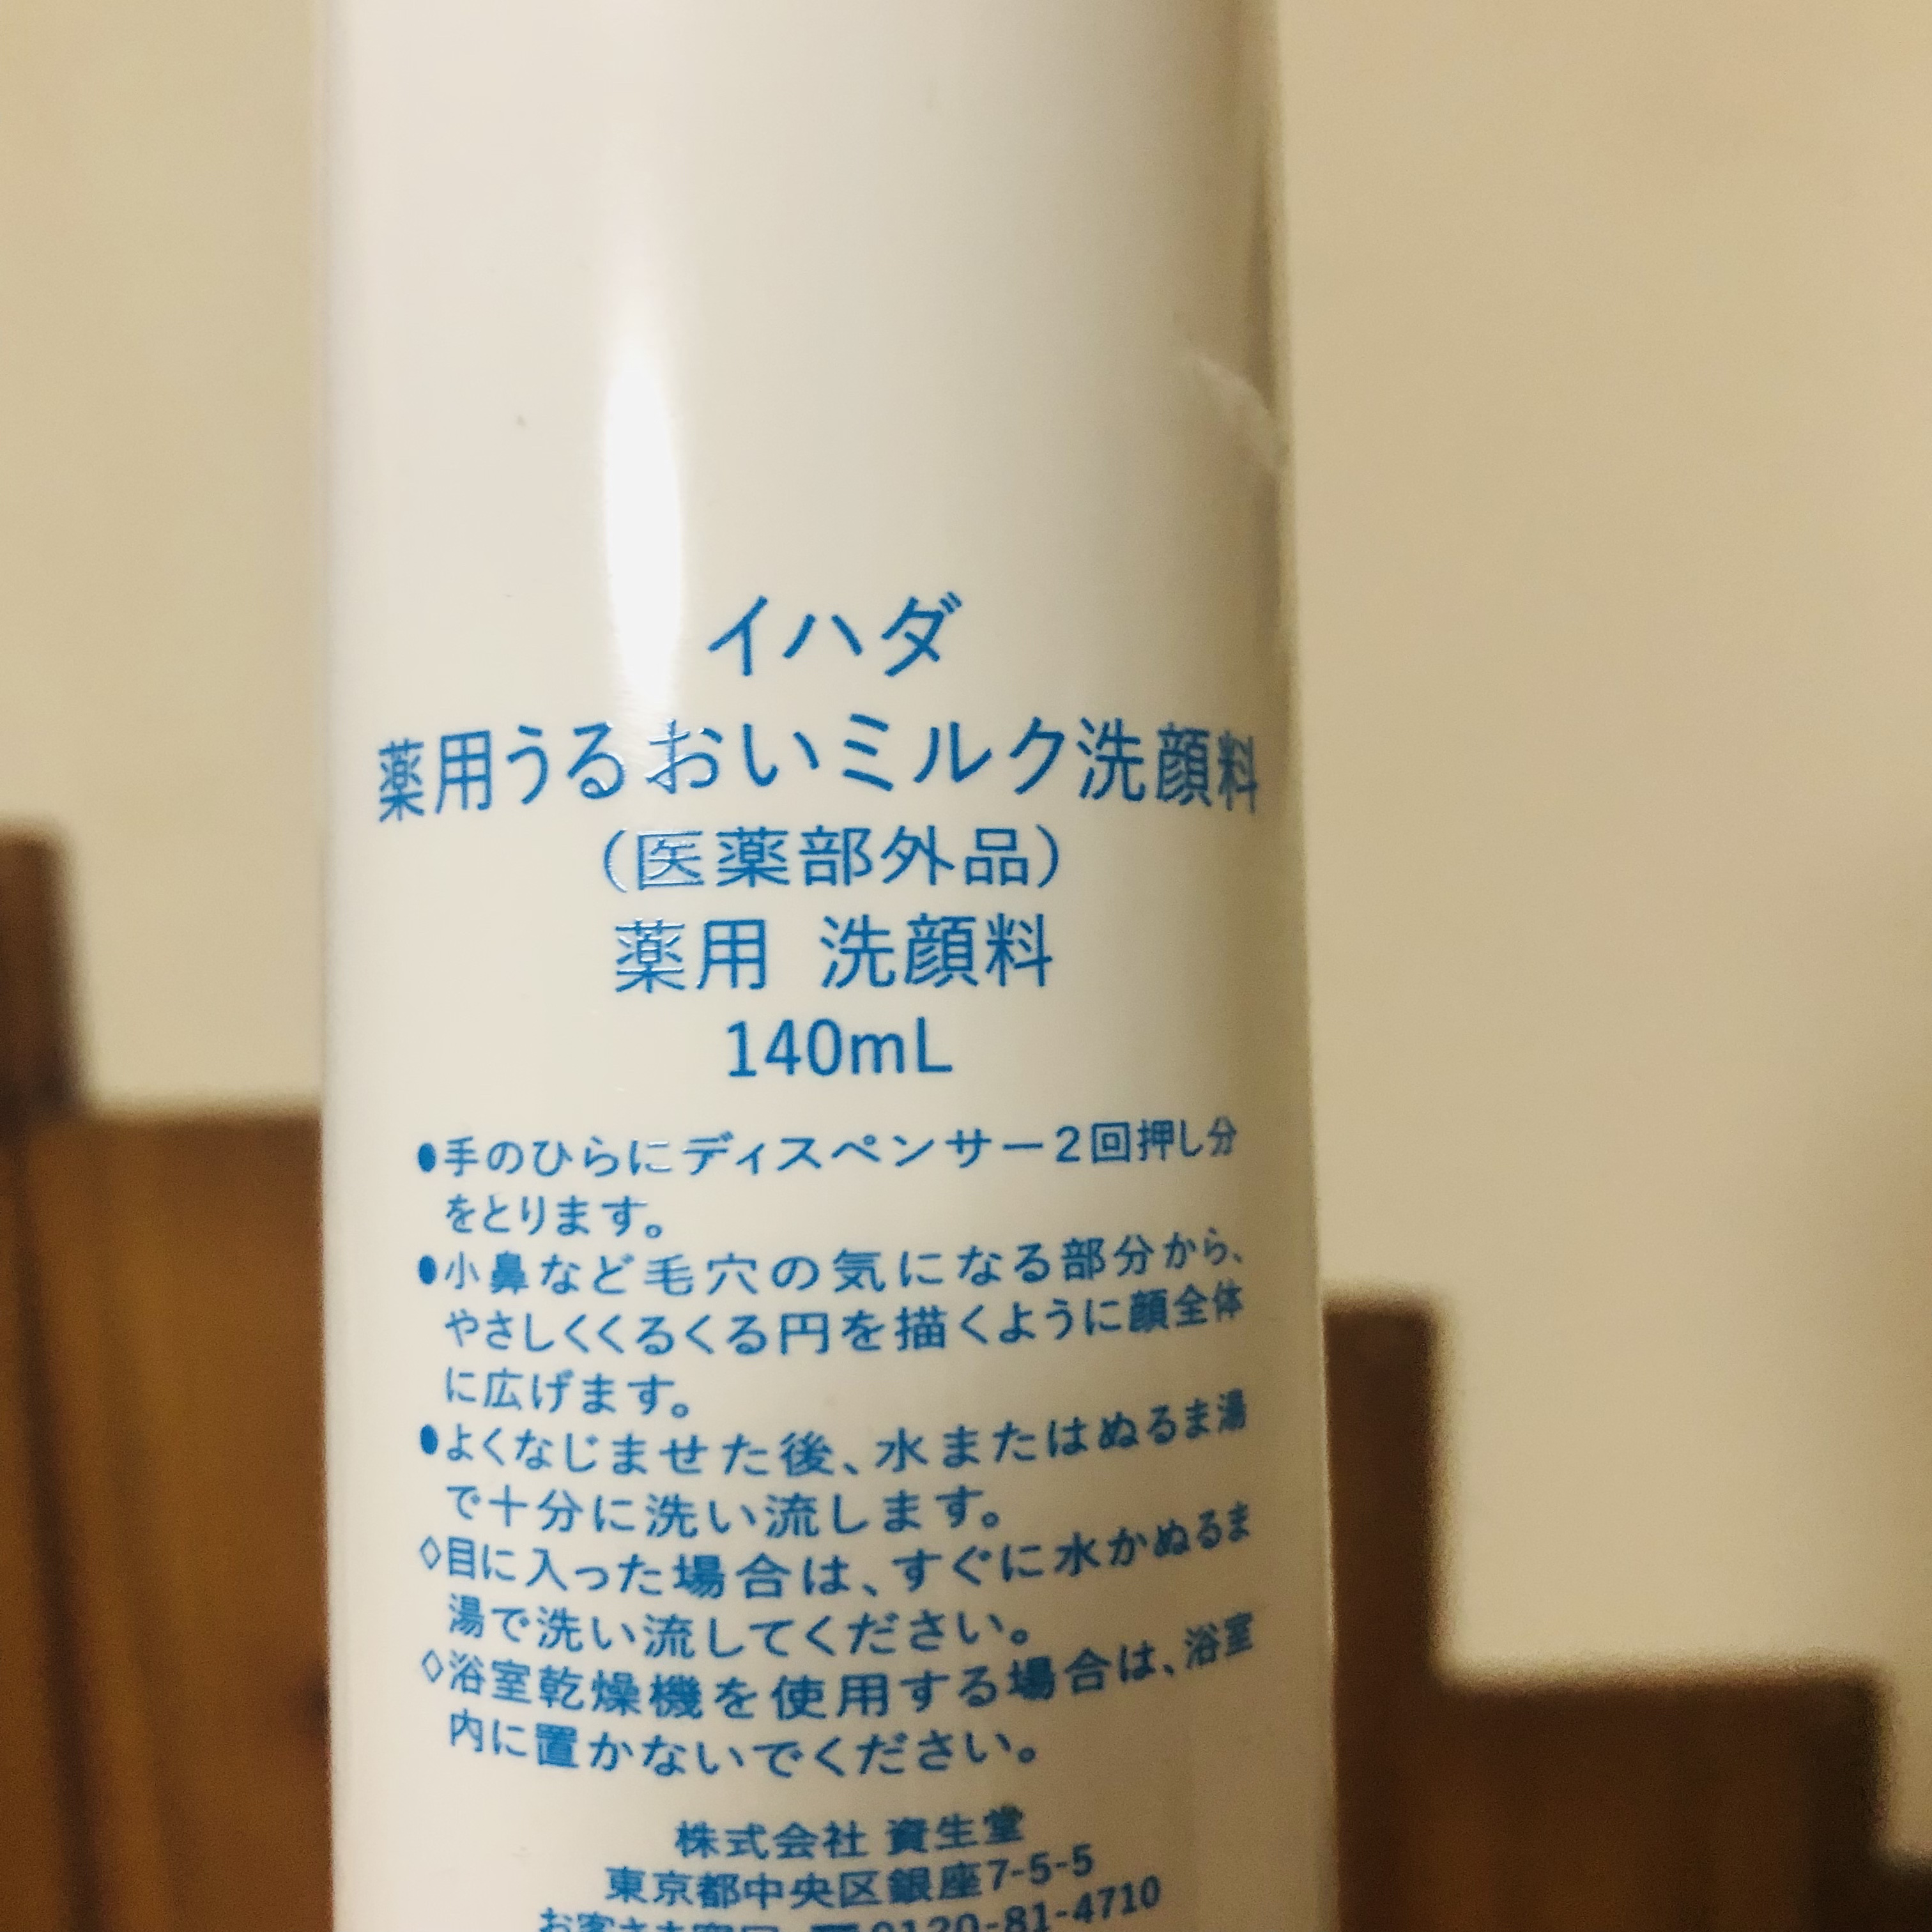 イハダ
薬用うるおいミルク洗顔料
（医薬部外品）
薬用 洗顔料
140mL
●手のひらにディスペンサー2回押し分
をとります。
●小鼻など毛穴の気になる部分から、
やさしくくるくる円を描くように顔全体
に広げます。
●よくなじませた後、水またはぬるま湯
で十分に洗い流します。
◇目に入った場合は、すぐに水かぬるま
湯で洗い流してください。
◇浴室乾燥機を使用する場合は、浴室
内に置かないでください。
株式会社 資生堂
東京都中央区銀座7-5-5
お客さま窓口 0120-81-4710